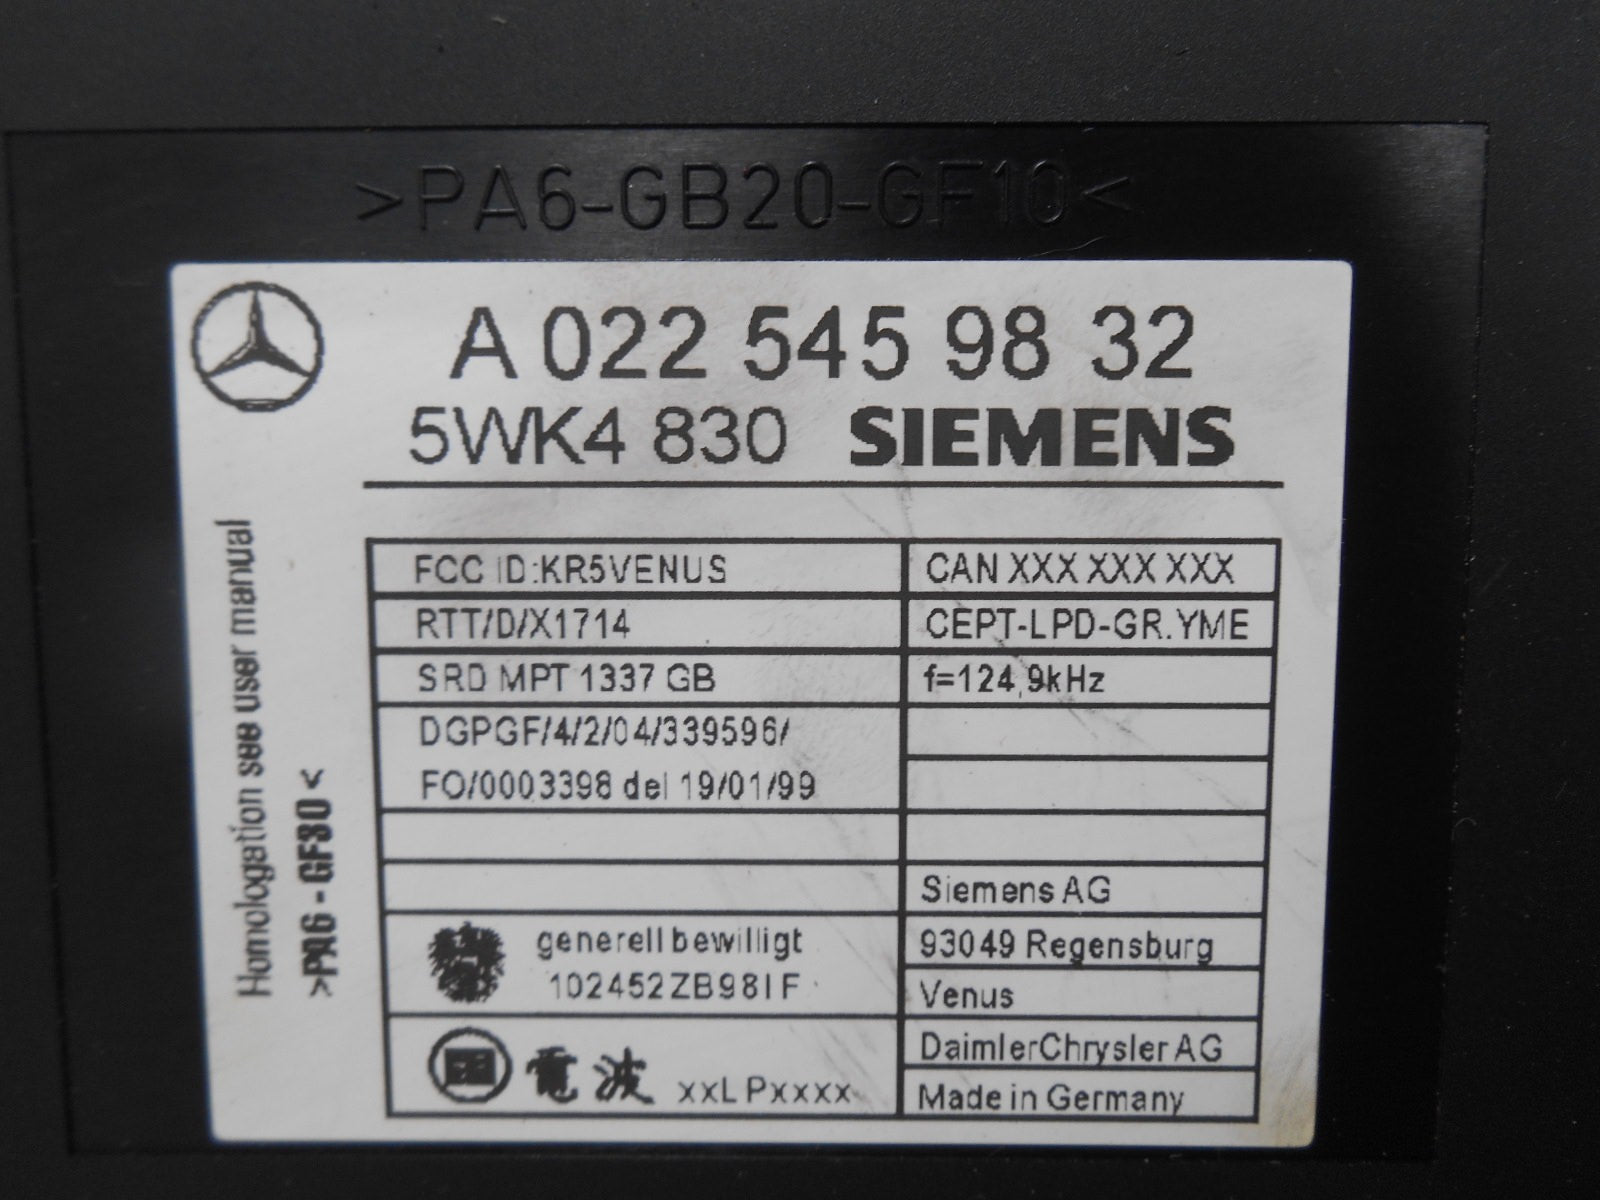 >PA6-GB20-GF10<
A 022 545 98 32
5WK4 830 SIEMENS
Homologation see user manual
>PA6-GF30<
FCC ID:KR5VENUS
CAN XXX XXX XXX
RTT/D/X1714
CEPT-LPD-GR.YME
SRD MPT 1337 GB
f=124,9kHz
DGPGF/4/2/04/339596/
FO/0003398 del 19/01/99
Siemens AG
generell bewilligt
93049 Regensburg
102452ZB98IF
Venus
DaimlerChrysler AG
電波 xxLPxxxx
Made in Germany